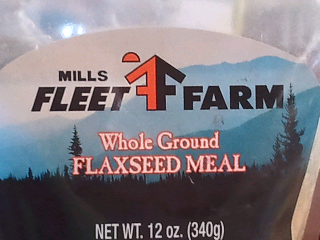 MILLS
FLEET FARM
Whole Ground
FLAXSEED MEAL
NET WT. 12 oz. (340g)